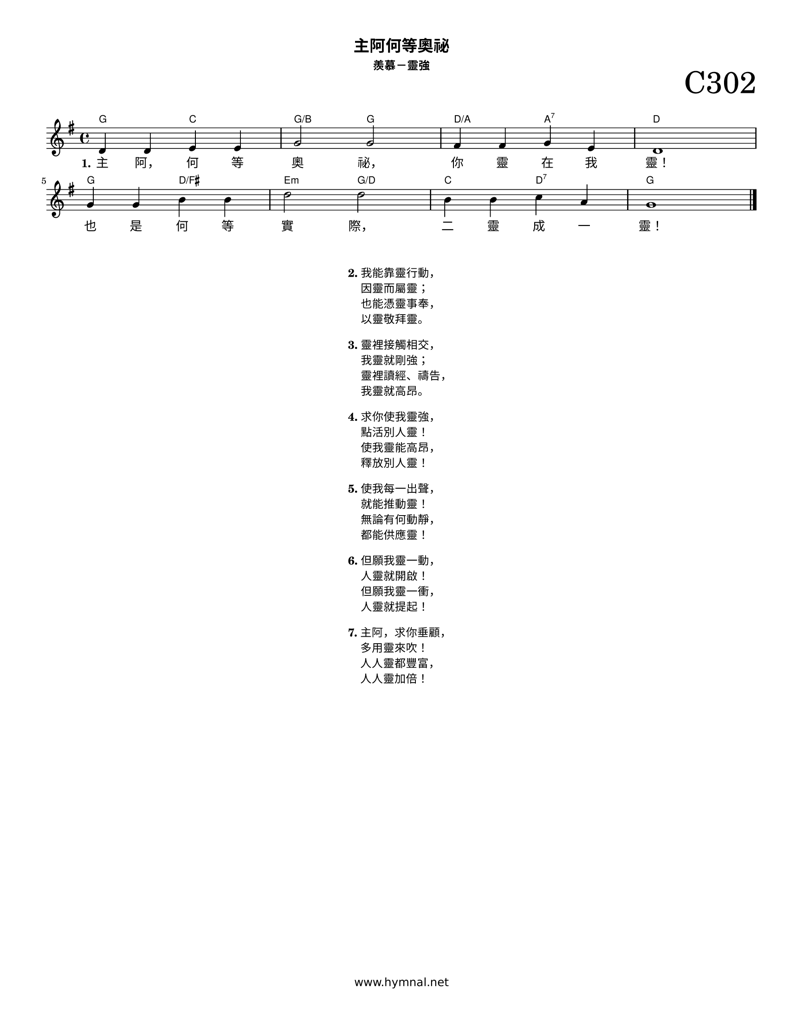 主阿何等奧祕
羨慕－靈強
C302
G C G/B G D/A A7 D
1. 主 阿， 何 等 奧 祕， 你 靈 在 我 靈！
5 G D/F♯ Em G/D C D7 G
也 是 何 等 實 際， 二 靈 成 一 靈！
2. 我能靠靈行動，
因靈而屬靈；
也能憑靈事奉，
以靈敬拜靈。
3. 靈裡接觸相交，
我靈就剛強；
靈裡讀經、禱告，
我靈就高昂。
4. 求你使我靈強，
點活別人靈！
使我靈能高昂，
釋放別人靈！
5. 使我每一出聲，
就能推動靈！
無論有何動靜，
都能供應靈！
6. 但願我靈一動，
人靈就開啟！
但願我靈一衝，
人靈就提起！
7. 主阿，求你垂顧，
多用靈來吹！
人人靈都豐富，
人人靈加倍！
www.hymnal.net